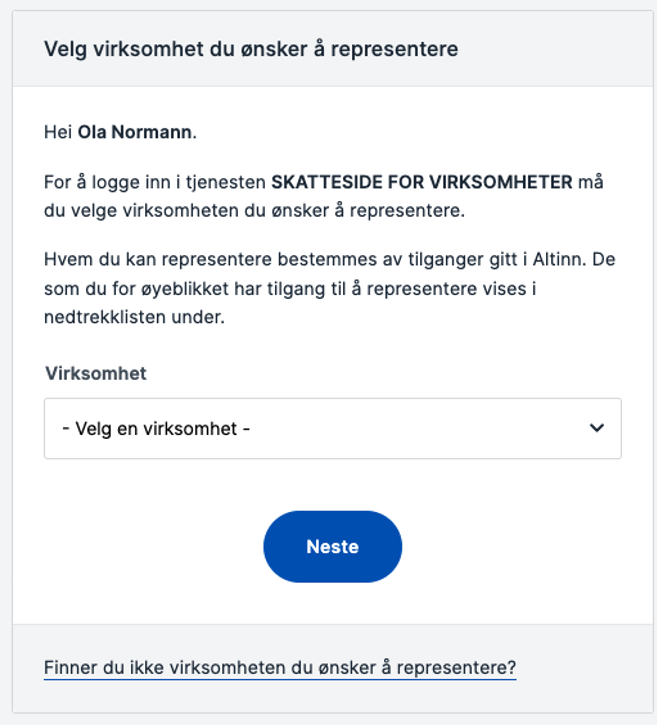 Velg virksomhet du ønsker å representere
Hei Ola Normann.
For å logge inn i tjenesten SKATTESIDE FOR VIRKSOMHETER må
du velge virksomheten du ønsker å representere.
Hvem du kan representere bestemmes av tilganger gitt i Altinn. De
som du for øyeblikket har tilgang til å representere vises i
nedtrekklisten under.
Virksomhet
- Velg en virksomhet -
Neste
Finner du ikke virksomheten du ønsker å representere?